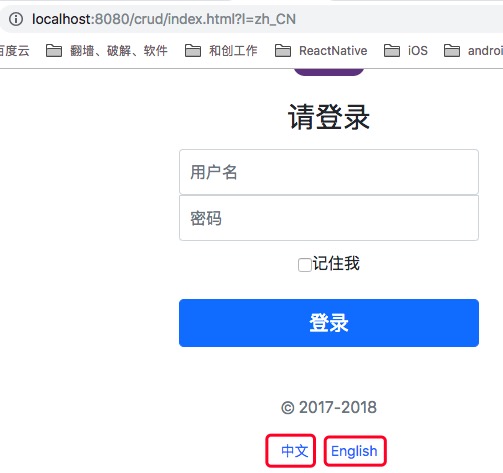 localhost:8080/crud/index.html?l=zh_CN
百度云 翻墙、破解、软件 和创工作 ReactNative iOS android
请登录
用户名
密码
记住我
登录
© 2017-2018
中文 English